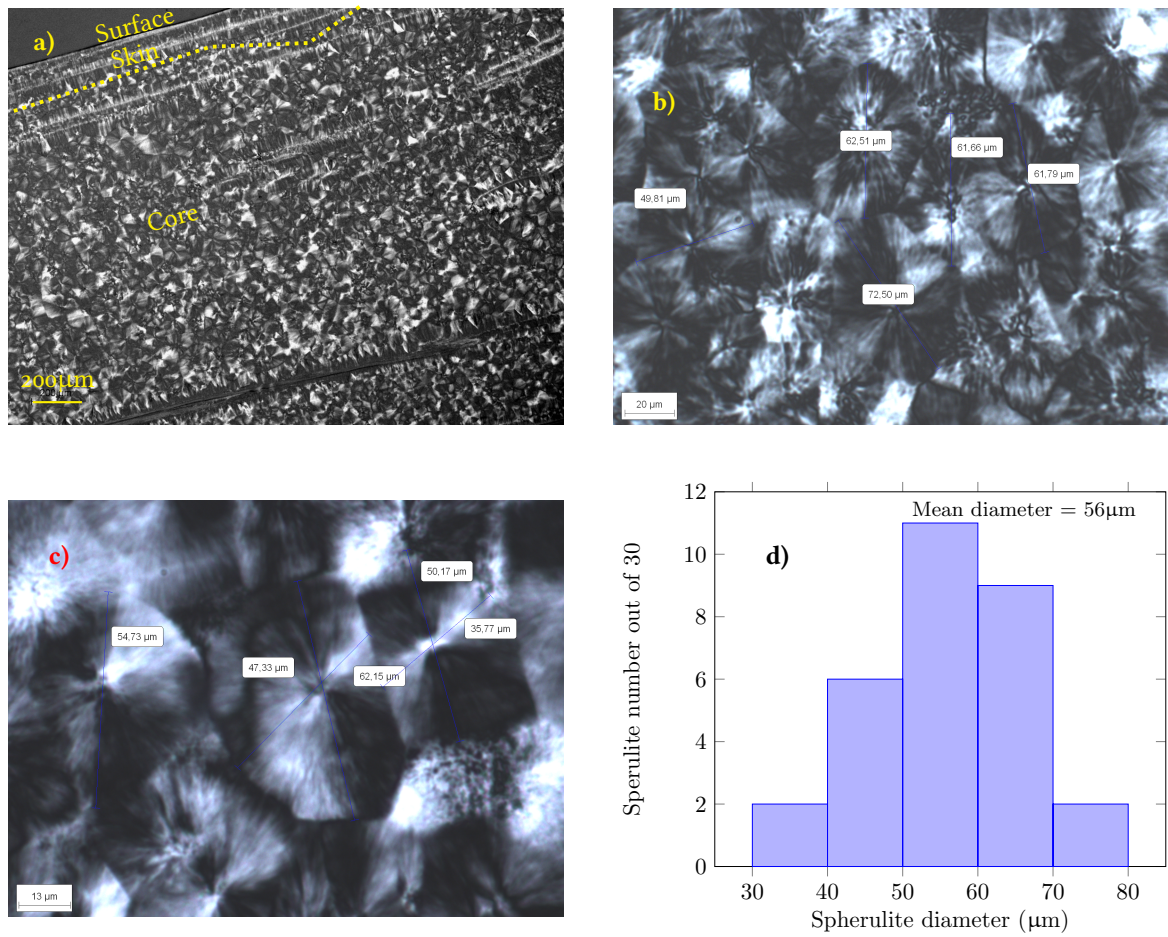 a)
Surface
Skin
Core
200µm
b)
62,51 µm
61,66 µm
61,79 µm
49,81 µm
72,50 µm
20 µm
c)
50,17 µm
54,73 µm
35,77 µm
47,33 µm
62,15 µm
13 µm
d)
Mean diameter = 56µm
Sperulite number out of 30
12
10
8
6
4
2
0
30 40 50 60 70 80
Spherulite diameter (µm)